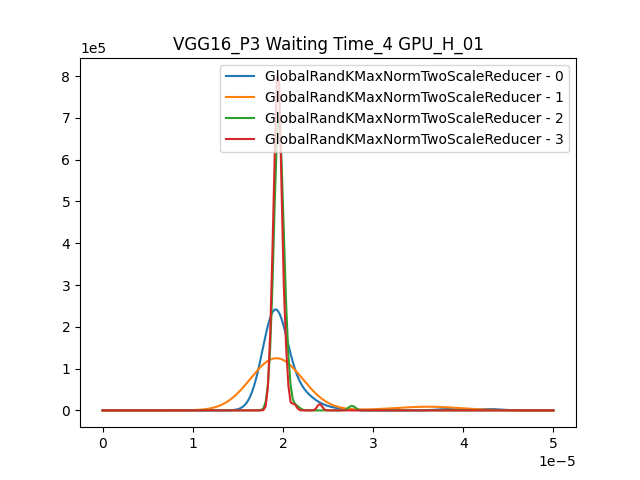 VGG16_P3 Waiting Time_4 GPU_H_01
1e5
GlobalRandKMaxNormTwoScaleReducer - 0
GlobalRandKMaxNormTwoScaleReducer - 1
GlobalRandKMaxNormTwoScaleReducer - 2
GlobalRandKMaxNormTwoScaleReducer - 3
8
7
6
5
4
3
2
1
0
0 1 2 3 4 5
1e−5